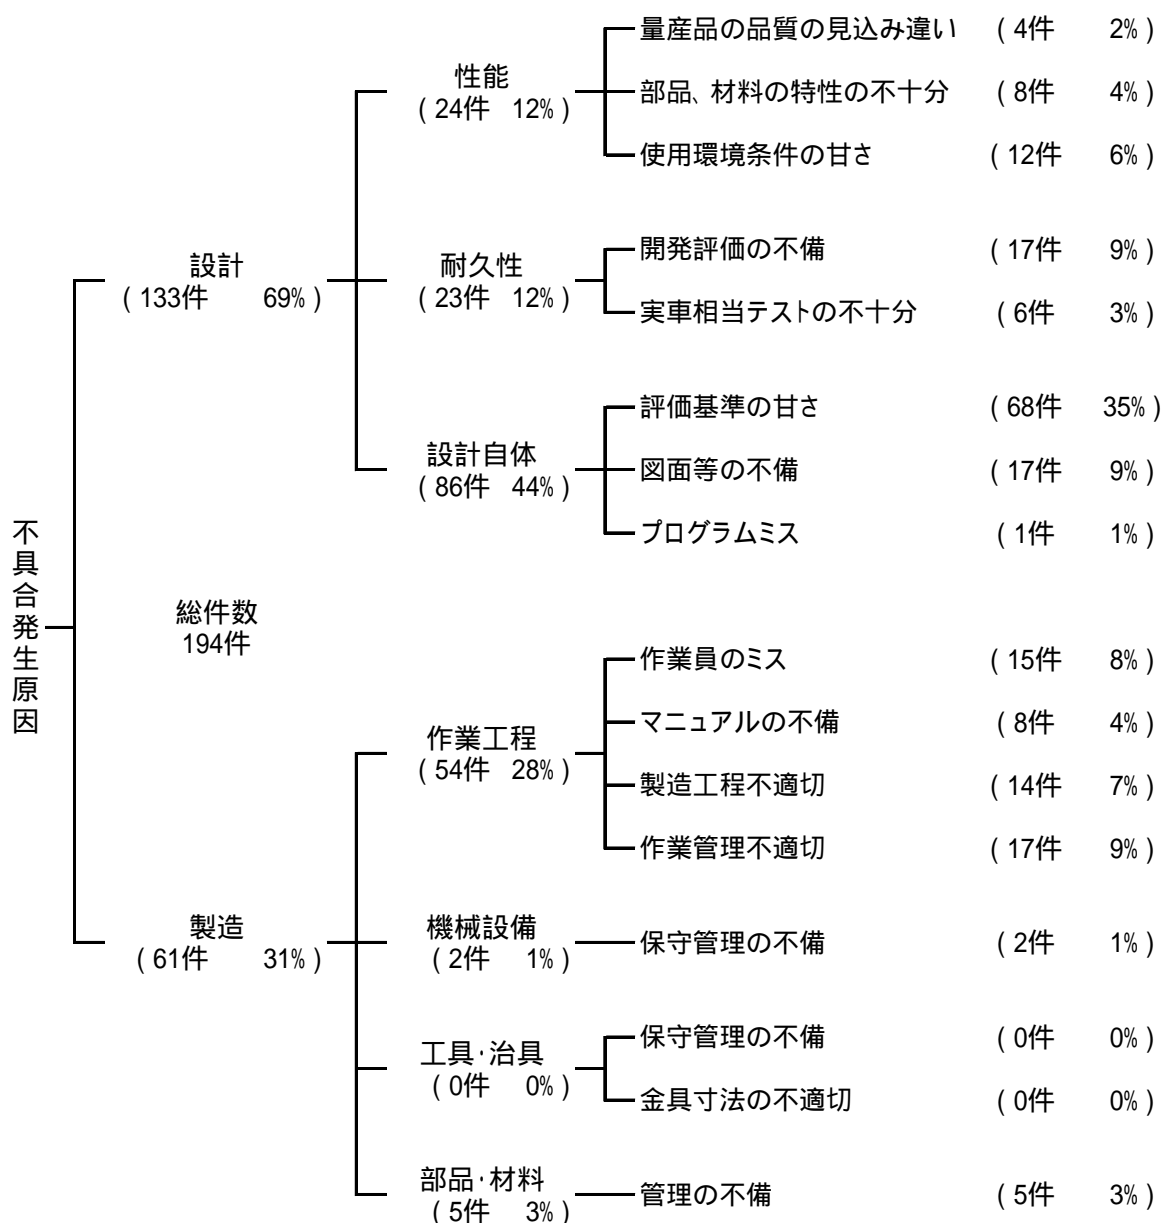 不具合発生原因
総件数
194件
設計
( 133件 69% )
性能
( 24件 12% )
量産品の品質の見込み違い ( 4件 2% )
部品、材料の特性の不十分 ( 8件 4% )
使用環境条件の甘さ ( 12件 6% )
耐久性
( 23件 12% )
開発評価の不備 ( 17件 9% )
実車相当テストの不十分 ( 6件 3% )
設計自体
( 86件 44% )
評価基準の甘さ ( 68件 35% )
図面等の不備 ( 17件 9% )
プログラムミス ( 1件 1% )
製造
( 61件 31% )
作業工程
( 54件 28% )
作業員のミス ( 15件 8% )
マニュアルの不備 ( 8件 4% )
製造工程不適切 ( 14件 7% )
作業管理不適切 ( 17件 9% )
機械設備
( 2件 1% )
保守管理の不備 ( 2件 1% )
工具・治具
( 0件 0% )
保守管理の不備 ( 0件 0% )
金具寸法の不適切 ( 0件 0% )
部品・材料
( 5件 3% )
管理の不備 ( 5件 3% )